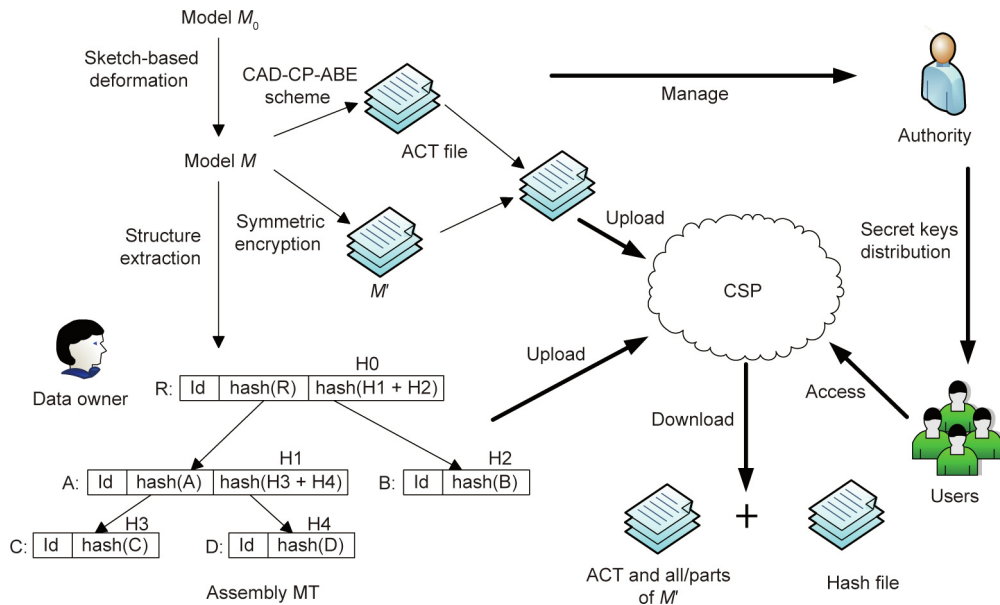 Model M₀
Sketch-based
deformation
CAD-CP-ABE
scheme
Manage
Authority
ACT file
Model M
Upload
Structure
extraction
Symmetric
encryption
M′
Secret keys
distribution
CSP
Data owner
Upload
H0
R: Id hash(R) hash(H1 + H2)
Access
Download
H1
A: Id hash(A) hash(H3 + H4)
H2
B: Id hash(B)
Users
H3
C: Id hash(C)
H4
D: Id hash(D)
+
Assembly MT
ACT and all/parts
of M′
Hash file